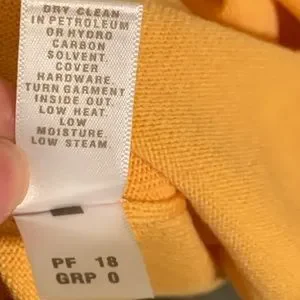 DRY CLEAN
IN PETROLEUM
OR HYDRO
CARBON
SOLVENT.
COVER
HARDWARE.
TURN GARMENT
INSIDE OUT.
LOW HEAT.
LOW
MOISTURE.
LOW STEAM.
PF 18
GRP 0